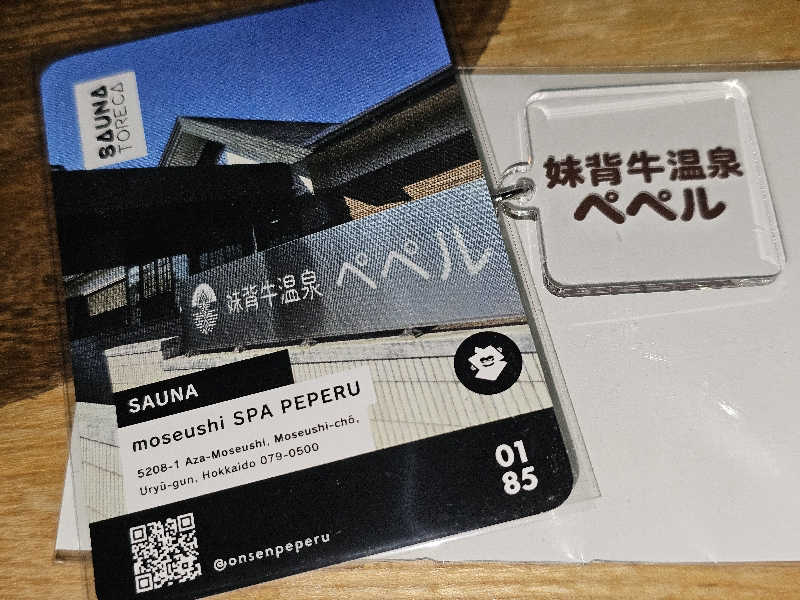 SAUNA
TORECA
妹背牛温泉 ペペル
SAUNA
moseushi SPA PEPERU
5208-1 Aza-Moseushi, Moseushi-chō,
Uryū-gun, Hokkaido 079-0500
01
85
@onsenpeperu
妹背牛温泉
ペペル